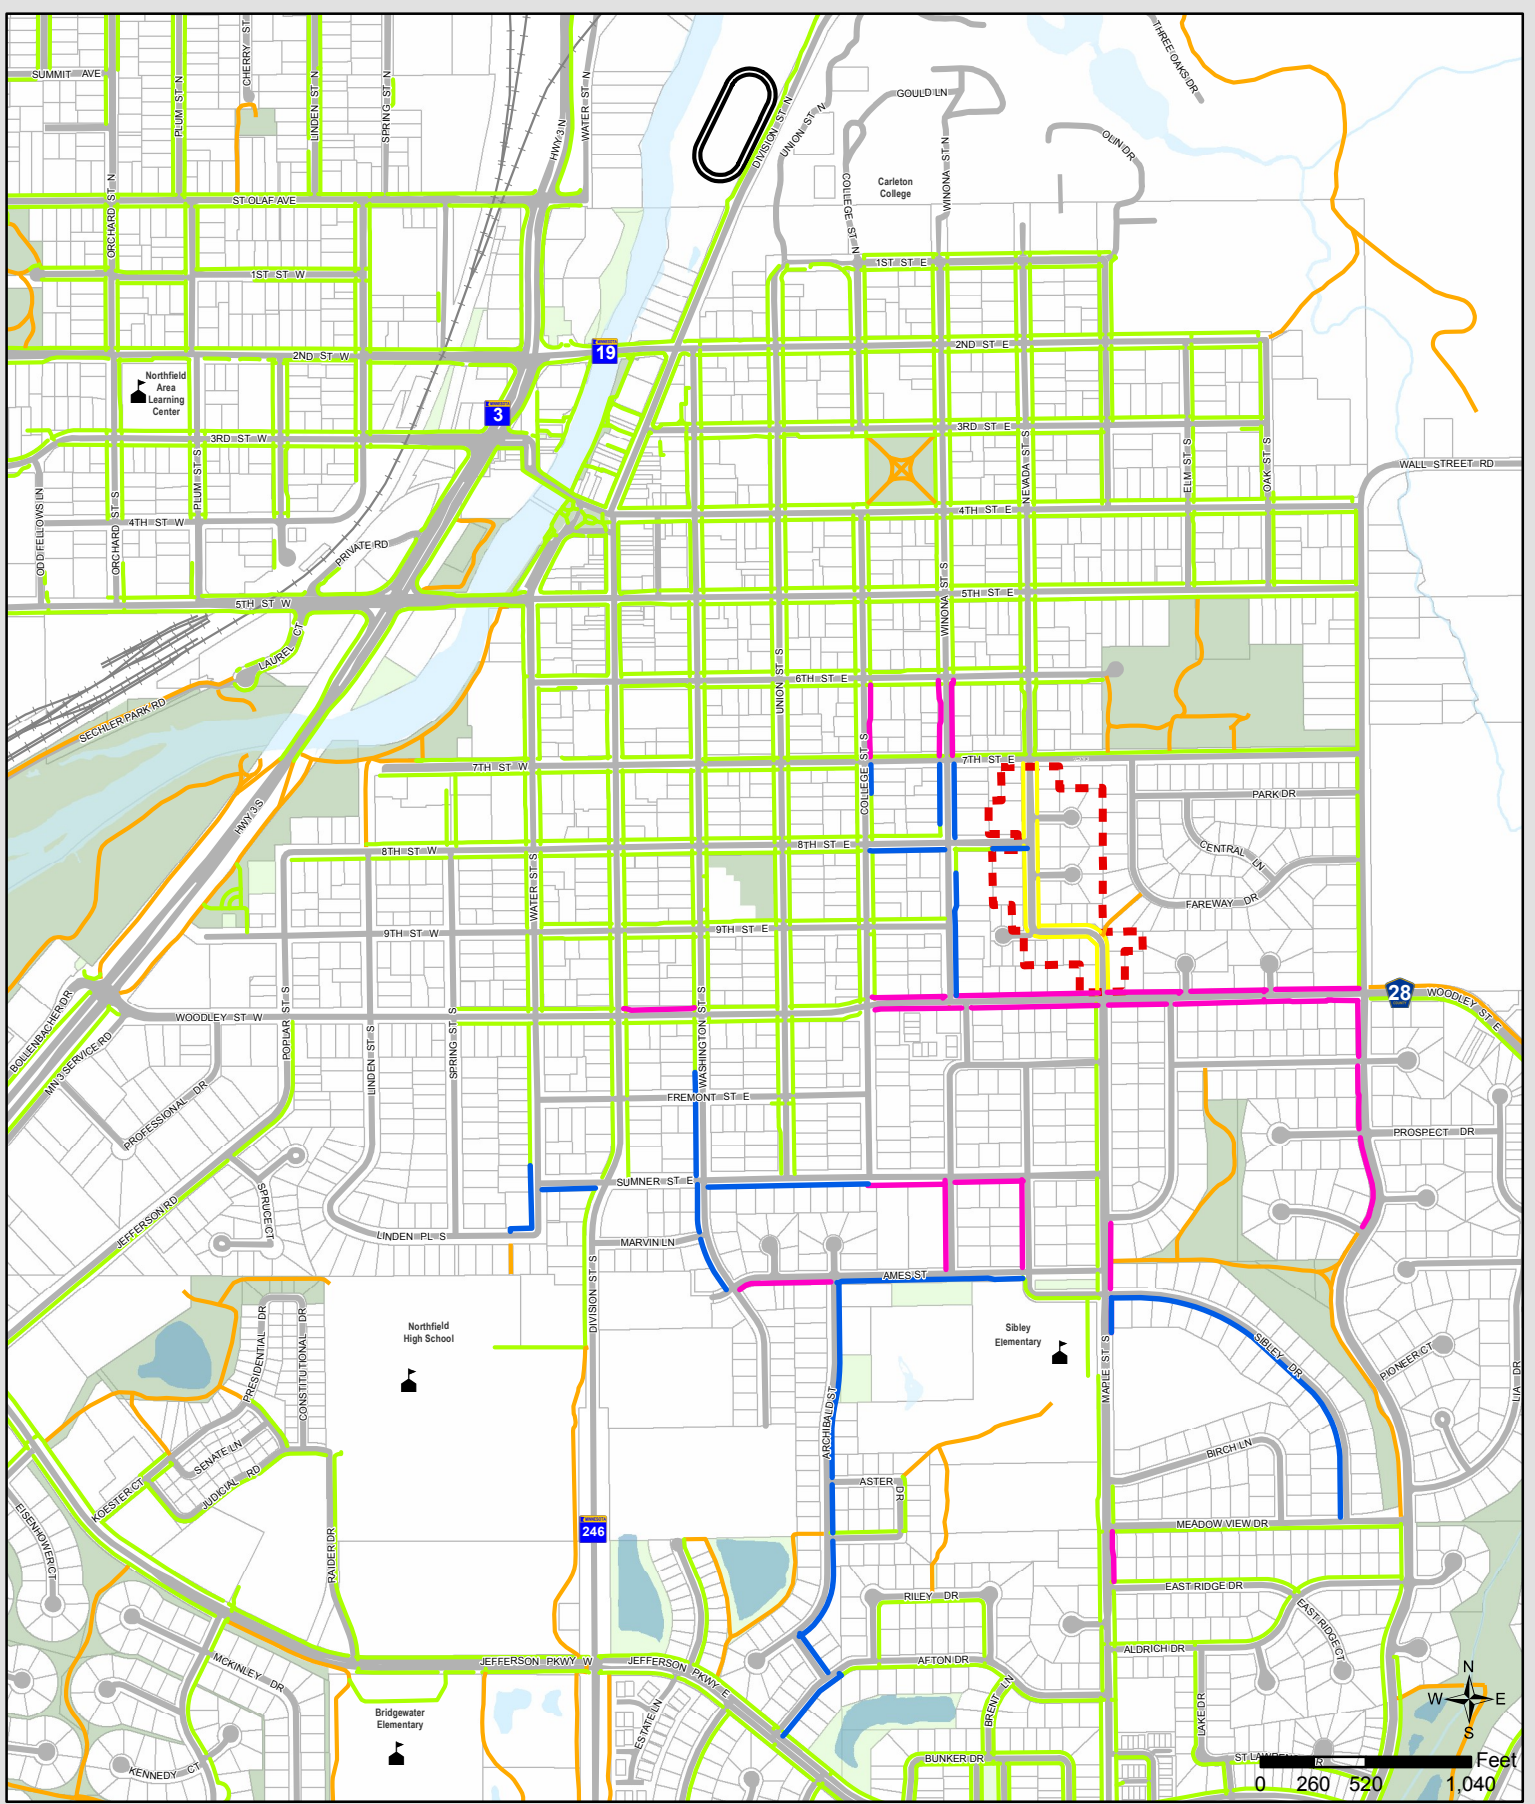 SUMMIT AVE
PLUM ST N
CHERRY ST
LINDEN ST N
SPRING ST N
HWY 3 N
WATER ST N
DIVISION ST N
UNION ST N
GOULD LN
THREE OAKS DR
OLIN DR
WINONA ST N
COLLEGE ST N
Carleton
College
ORCHARD ST N
ST OLAF AVE
1ST ST W
1ST ST E
2ND ST W
19
2ND ST E
3
Northfield
Area
Learning
Center
3RD ST W
3RD ST E
NEVADA ST S
ELM ST S
OAK ST S
WALL STREET RD
ODD FELLOWS LN
ORCHARD ST S
PLUM ST S
4TH ST W
4TH ST E
PRIVATE RD
5TH ST W
5TH ST E
WINONA ST S
LAUREL CT
SECHLER PARK RD
6TH ST E
UNION ST S
COLLEGE ST S
7TH ST W
7TH ST E
HWY 3 S
PARK DR
CENTRAL LN
FAREWAY DR
8TH ST W
8TH ST E
WATER ST S
9TH ST W
9TH ST E
BOLLENBACHER DR
MN 3 SERVICE RD
WOODLEY ST W
28
WOODLEY ST E
POPLAR ST S
LINDEN ST S
SPRING ST S
WASHINGTON ST S
PROFESSIONAL DR
FREMONT ST E
PROSPECT DR
JEFFERSON RD
SPRUCE CT
SUMNER ST E
LINDEN PL S
MARVIN LN
DIVISION ST S
AMES ST
Northfield
High School
Sibley
Elementary
PRESIDENTIAL DR
CONSTITUTIONAL DR
MAPLE ST S
SIBLEY DR
PIONEER CT
LIA DR
ARCHIBALD ST
SENATE LN
JUDICIAL RD
KOESTER CT
BIRCH LN
ASTER DR
EISENHOWER CT
RAIDER DR
246
MEADOW VIEW DR
EAST RIDGE DR
EAST RIDGE CT
RILEY DR
ALDRICH DR
MCKINLEY DR
JEFFERSON PKWY W
JEFFERSON PKWY E
AFTON DR
BRENT LN
LAKE DR
ESTATE LN
Bridgewater
Elementary
KENNEDY CT
BUNKER DR
N
W
E
S
Feet
0 260 520 1,040